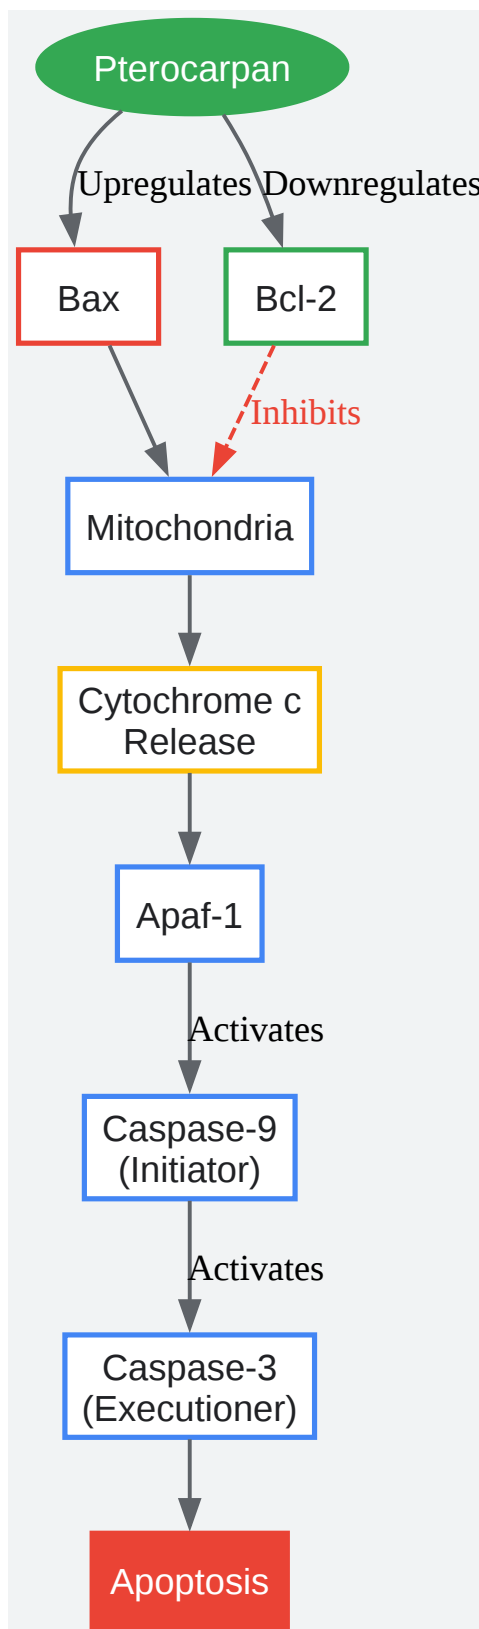 Pterocarpan
Upregulates
Downregulates
Bax
Bcl-2
Inhibits
Mitochondria
Cytochrome c
Release
Apaf-1
Activates
Caspase-9
(Initiator)
Activates
Caspase-3
(Executioner)
Apoptosis